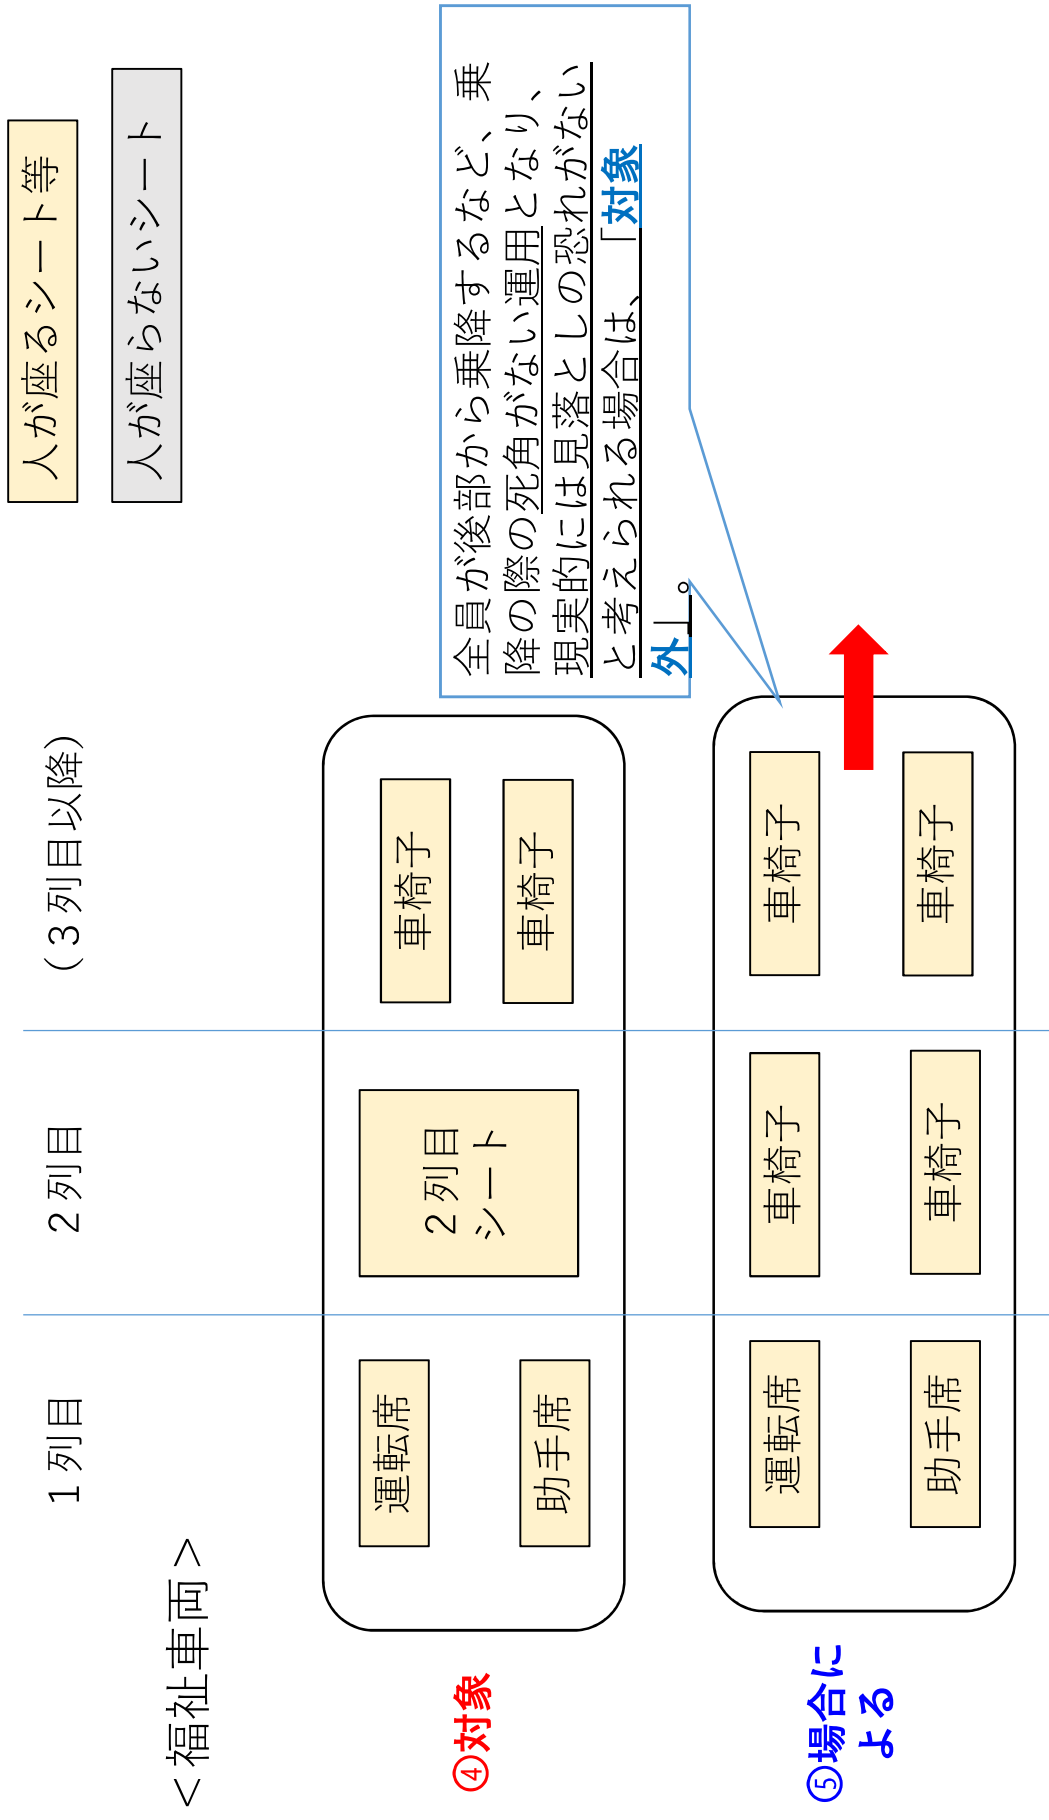 人が座るシート等
人が座らないシート
1列目
2列目
（3列目以降）
＜福祉車両＞
④対象
運転席
助手席
2列目
シート
車椅子
車椅子
全員が後部から乗降するなど、乗
降の際の死角がない運用となり、
現実的には見落としの恐れがない
と考えられる場合は、「対象
外」。
⑤場合に
よる
運転席
助手席
車椅子
車椅子
車椅子
車椅子